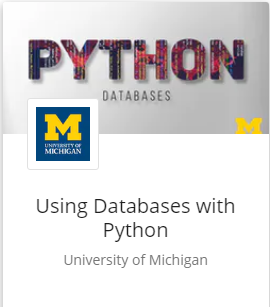 PYTHON
DATABASES
M
UNIVERSITY OF
MICHIGAN
M
Using Databases with
Python
University of Michigan